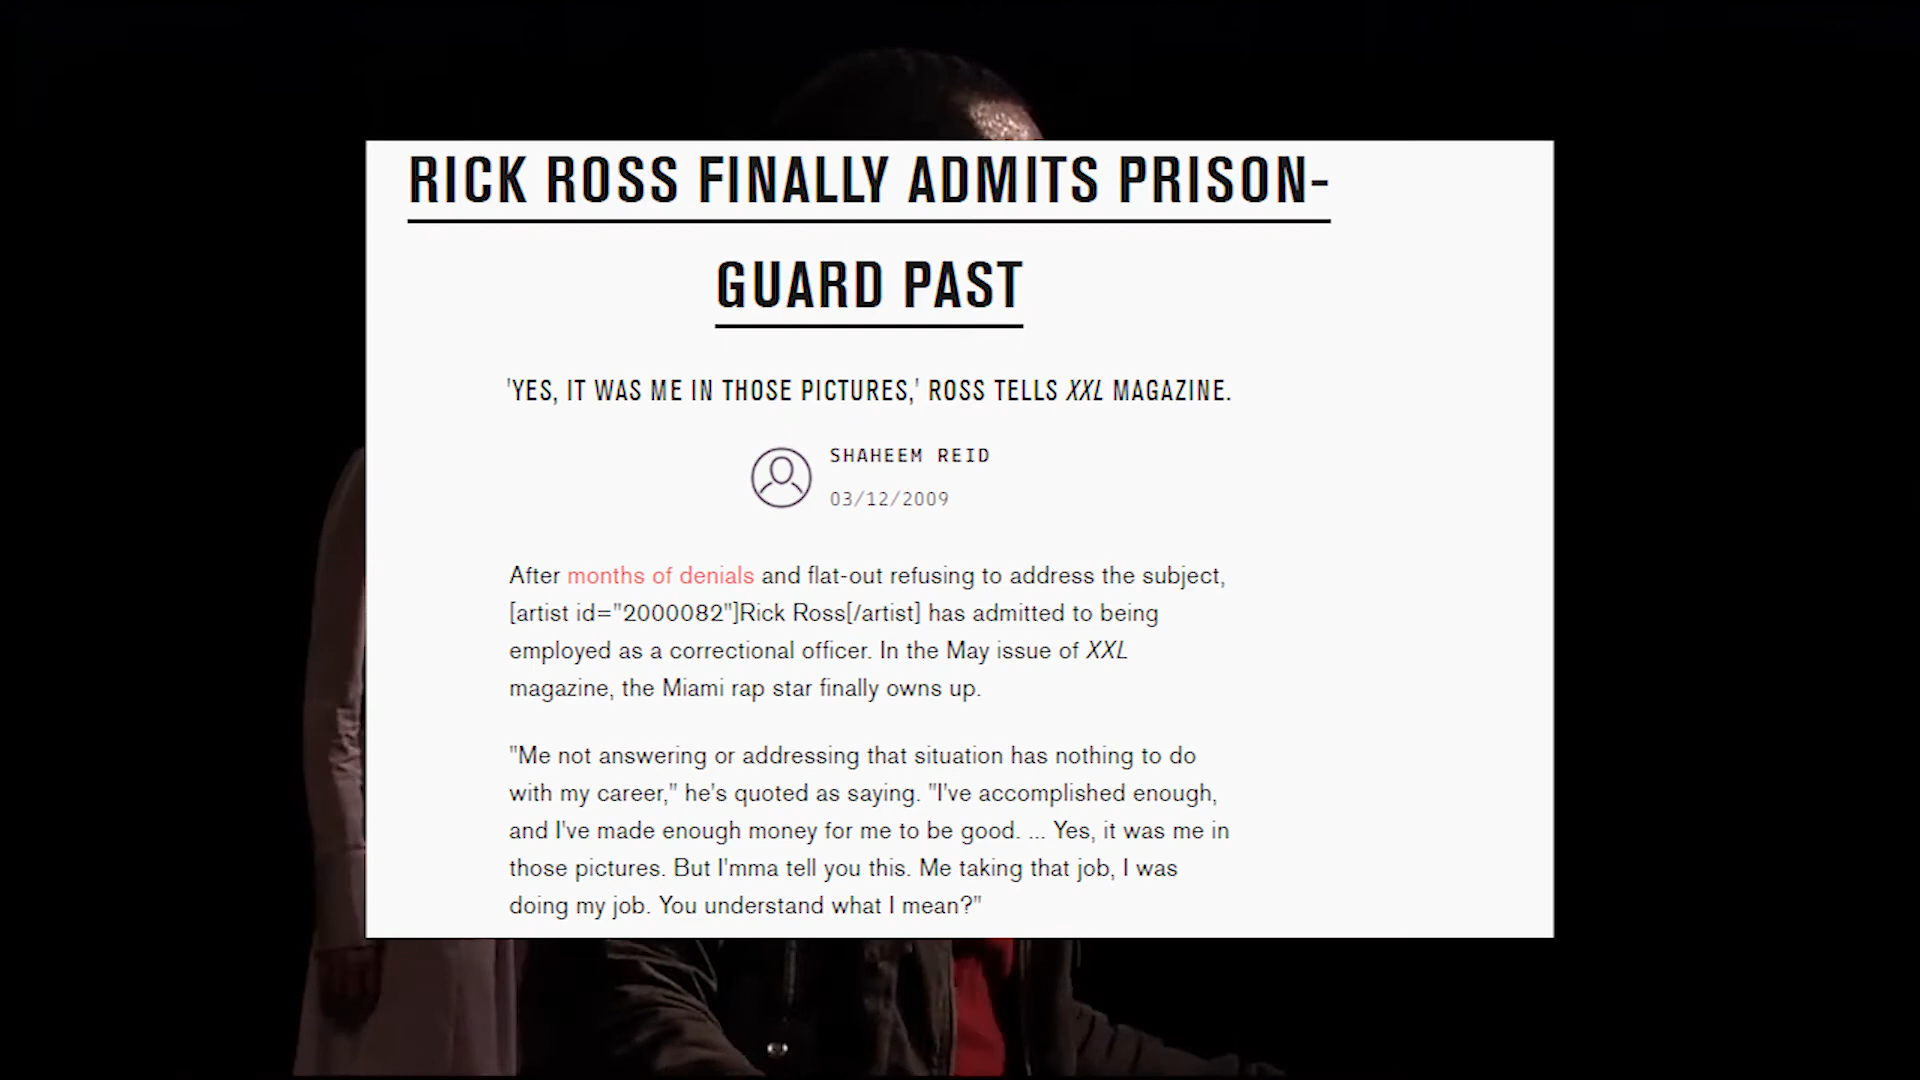 RICK ROSS FINALLY ADMITS PRISON-
GUARD PAST
'YES, IT WAS ME IN THOSE PICTURES,' ROSS TELLS XXL MAGAZINE.
SHAHEEM REID
03/12/2009
After months of denials and flat-out refusing to address the subject,
[artist id="2000082"]Rick Ross[/artist] has admitted to being
employed as a correctional officer. In the May issue of XXL
magazine, the Miami rap star finally owns up.
"Me not answering or addressing that situation has nothing to do
with my career," he's quoted as saying. "I've accomplished enough,
and I've made enough money for me to be good. ... Yes, it was me in
those pictures. But I'mma tell you this. Me taking that job, I was
doing my job. You understand what I mean?"